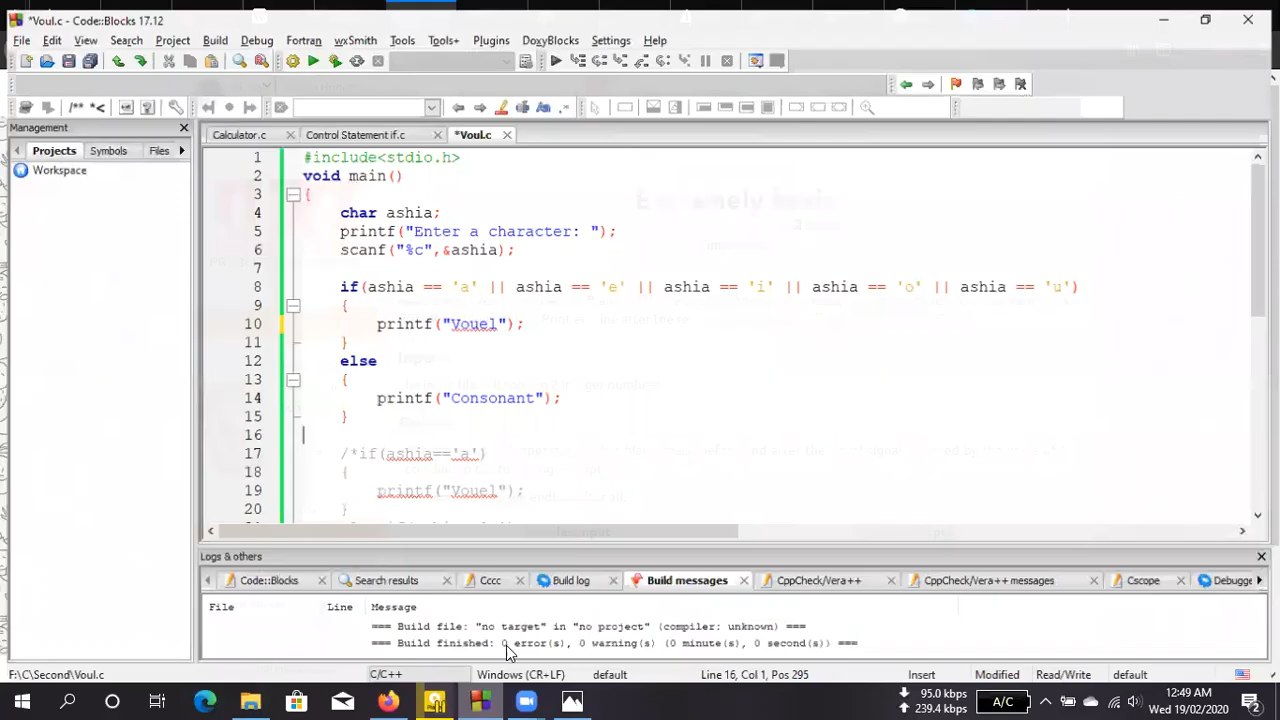 *Voul.c - Code::Blocks 17.12
File Edit View Search Project Build Debug Fortran wxSmith Tools Tools+ Plugins DoxyBlocks Settings Help
Management
Projects Symbols Files
Workspace
Calculator.c Control Statement if.c *Voul.c
1 #include<stdio.h>
2 void main()
3 {
4 char ashia;
5 printf("Enter a character: ");
6 scanf("%c",&ashia);
7
8 if(ashia == 'a' || ashia == 'e' || ashia == 'i' || ashia == 'o' || ashia == 'u')
9 {
10 printf("Vouel");
11 }
12 else
13 {
14 printf("Consonant");
15 }
16
17 /*if(ashia=='a')
18 {
19 printf("Vouel");
20 }
Logs & others
Code::Blocks Search results Cccc Build log Build messages CppCheck/Vera++ CppCheck/Vera++ messages Cscope Debugge
File Line Message
=== Build file: "no target" in "no project" (compiler: unknown) ===
=== Build finished: 0 error(s), 0 warning(s) (0 minute(s), 0 second(s)) ===
F:\C\Second\Voul.c C/C++ Windows (CR+LF) default Line 16, Col 1, Pos 295 Insert Modified Read/Write default
95.0 kbps
239.4 kbps
A/C
12:49 AM
Wed 19/02/2020
2